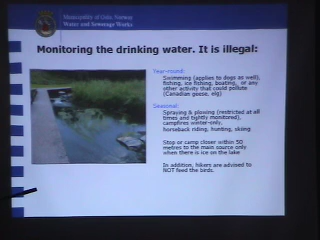 Municipality of Oslo, Norway
Water and Sewerage Works
Monitoring the drinking water. It is illegal:
Year-round:
Swimming (applies to dogs as well),
fishing, ice fishing, boating, or any
other activity that could pollute
(Canadian geese, elg)
Seasonal:
Spraying & plowing (restricted at all
times and tightly monitored),
campfires winter-only,
horseback riding, hunting, skiing
Stop or camp closer within 50
metres to the main source only
when there is ice on the lake
In addition, hikers are advised to
NOT feed the birds.